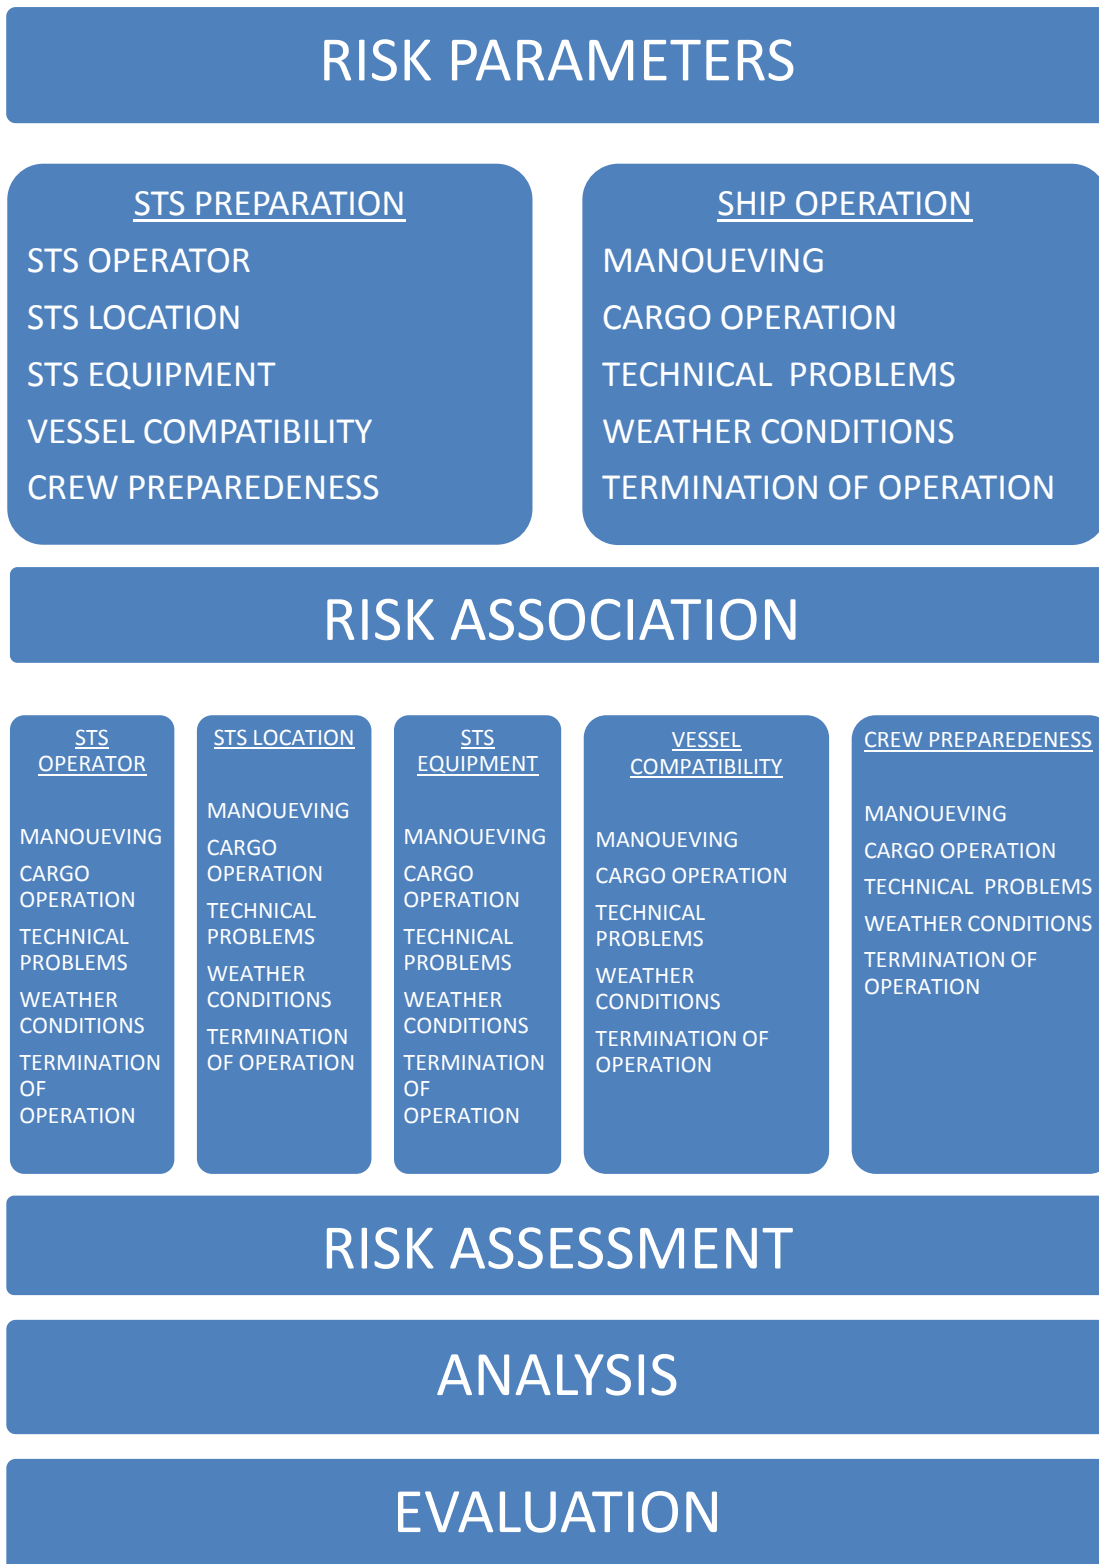 RISK PARAMETERS
STS PREPARATION
STS OPERATOR
STS LOCATION
STS EQUIPMENT
VESSEL COMPATIBILITY
CREW PREPAREDENESS
SHIP OPERATION
MANOUEVING
CARGO OPERATION
TECHNICAL  PROBLEMS
WEATHER CONDITIONS
TERMINATION OF OPERATION
RISK ASSOCIATION
STS
OPERATOR
MANOUEVING
CARGO
OPERATION
TECHNICAL
PROBLEMS
WEATHER
CONDITIONS
TERMINATION
OF
OPERATION
STS LOCATION
MANOUEVING
CARGO
OPERATION
TECHNICAL
PROBLEMS
WEATHER
CONDITIONS
TERMINATION
OF OPERATION
STS
EQUIPMENT
MANOUEVING
CARGO
OPERATION
TECHNICAL
PROBLEMS
WEATHER
CONDITIONS
TERMINATION
OF
OPERATION
VESSEL
COMPATIBILITY
MANOUEVING
CARGO OPERATION
TECHNICAL
PROBLEMS
WEATHER
CONDITIONS
TERMINATION OF
OPERATION
CREW PREPAREDENESS
MANOUEVING
CARGO OPERATION
TECHNICAL  PROBLEMS
WEATHER CONDITIONS
TERMINATION OF
OPERATION
RISK ASSESSMENT
ANALYSIS
EVALUATION